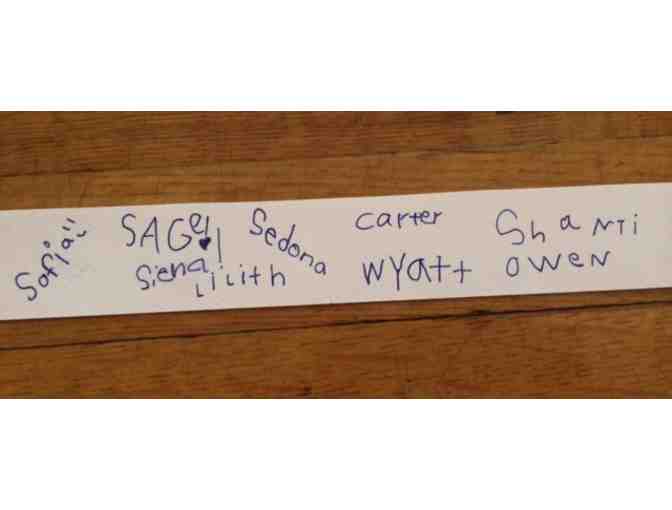 Sofia!!
SAGe!!
Siena
Lilith
Sedona
Carter
Wyatt
Shanti
Owen